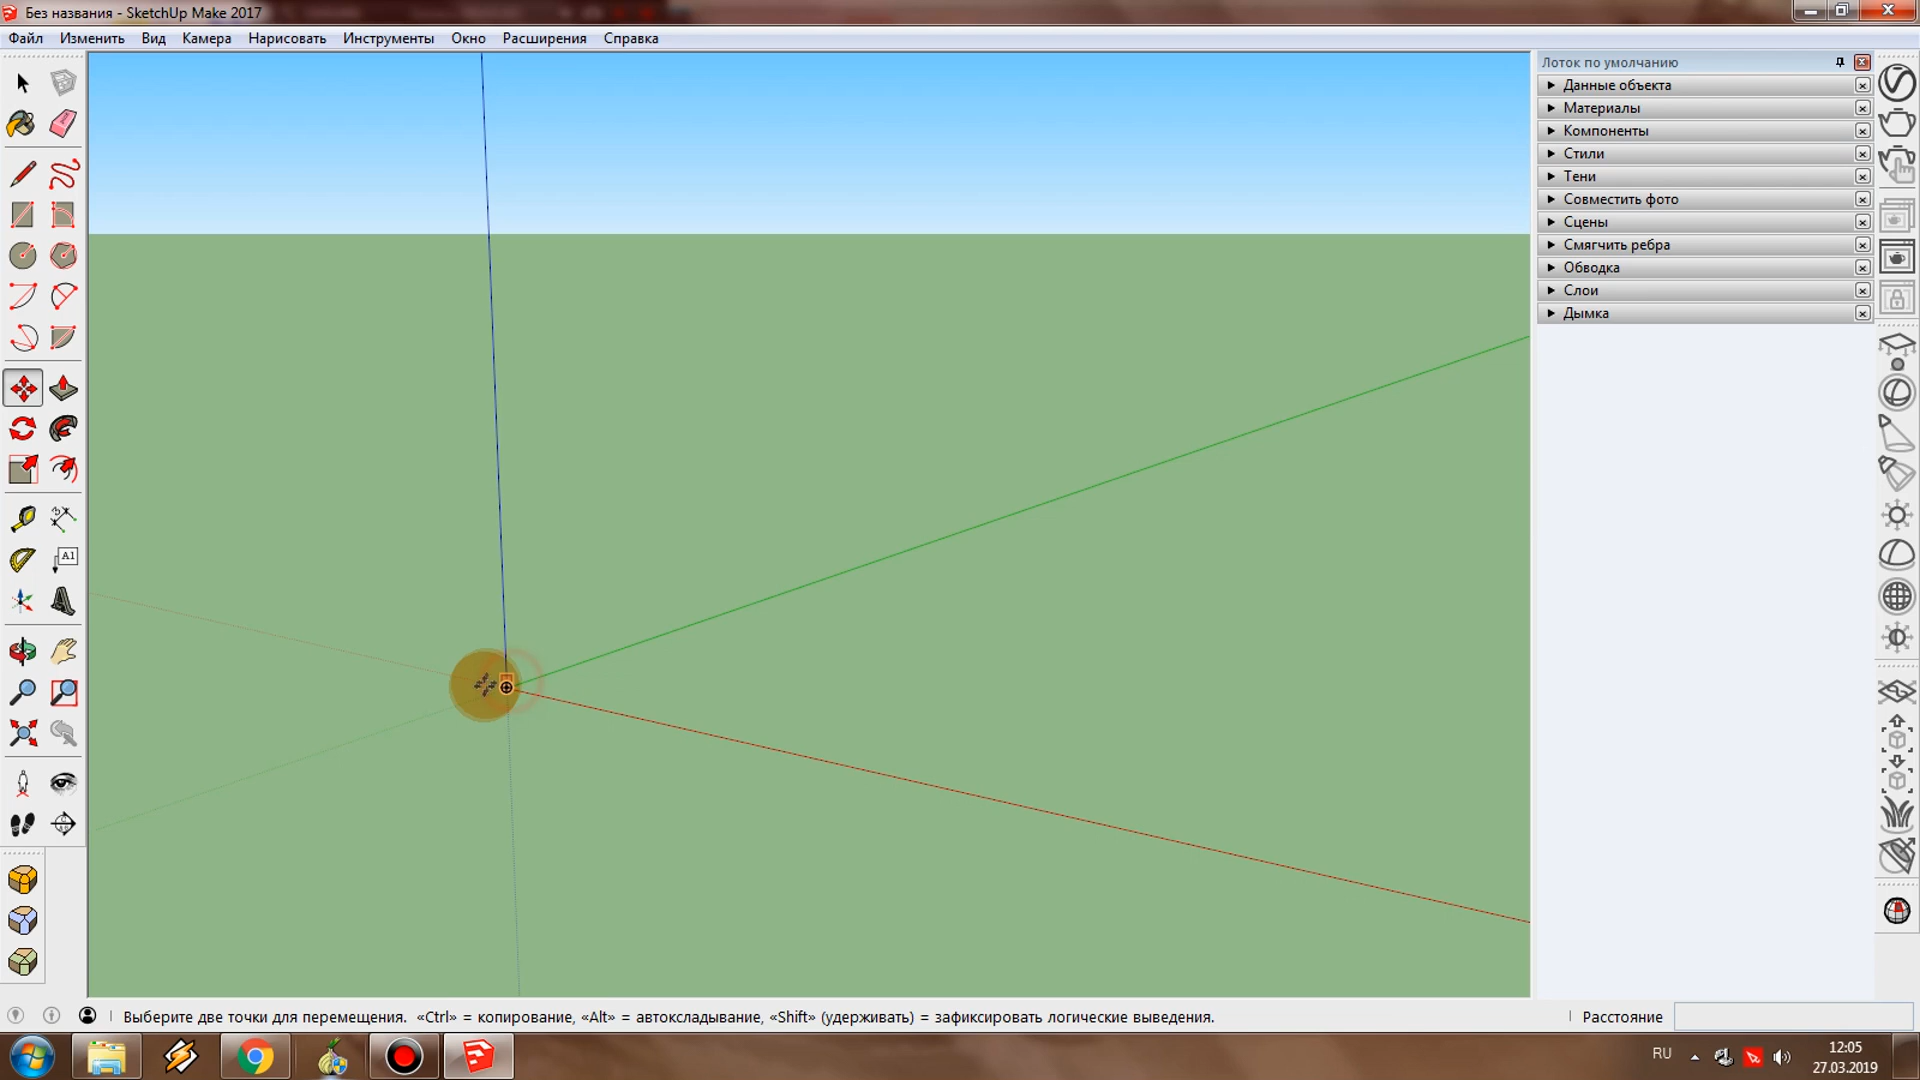 Без названия - SketchUp Make 2017
Файл Изменить Вид Камера Нарисовать Инструменты Окно Расширения Справка
Лоток по умолчанию
Данные объекта
Материалы
Компоненты
Стили
Тени
Совместить фото
Сцены
Смягчить ребра
Обводка
Слои
Дымка
A1
Выберите две точки для перемещения. «Ctrl» = копирование, «Alt» = автоскладывание, «Shift» (удерживать) = зафиксировать логические выведения.
Расстояние
RU
12:05
27.03.2019